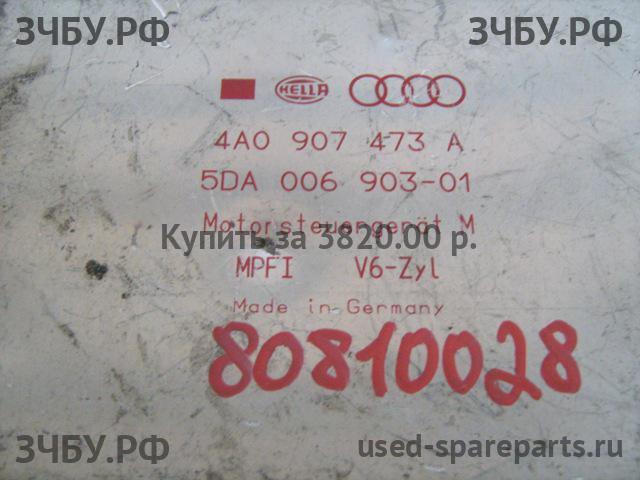 ЗЧБУ.РФ ЗЧБУ.РФ
HELLA
4A0 907 473 A
5DA 006 903-01
Motorsteuergerät M
Купить за 3820.00 р.
MPFI V6-Zyl
Made in Germany
80810028
ЗЧБУ.РФ used-spareparts.ru